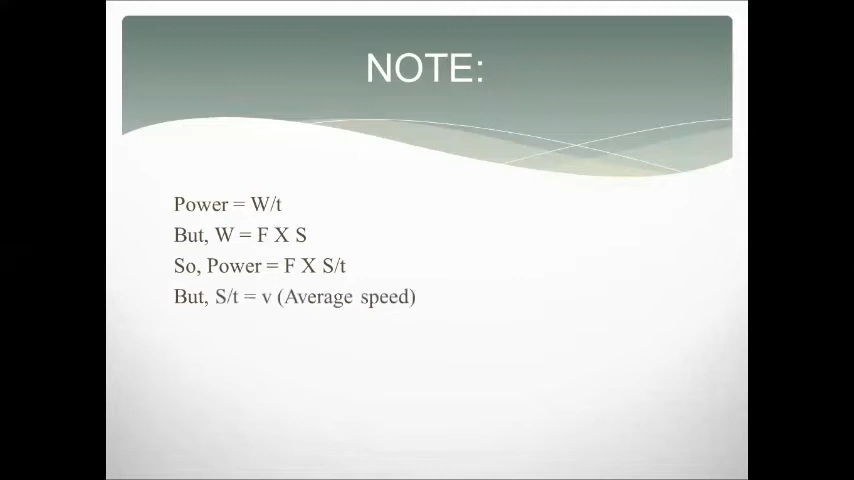 NOTE:
Power = W/t
But, W = F X S
So, Power = F X S/t
But, S/t = v (Average speed)